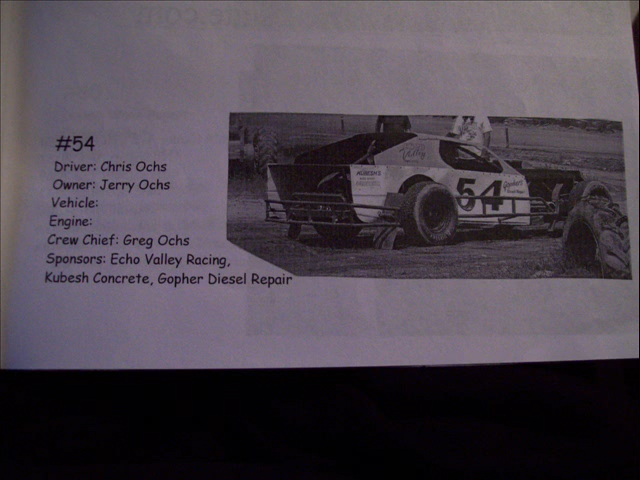 #54
Driver: Chris Ochs
Owner: Jerry Ochs
Vehicle:
Engine:
Crew Chief: Greg Ochs
Sponsors: Echo Valley Racing,
Kubesh Concrete, Gopher Diesel Repair
Valley
54